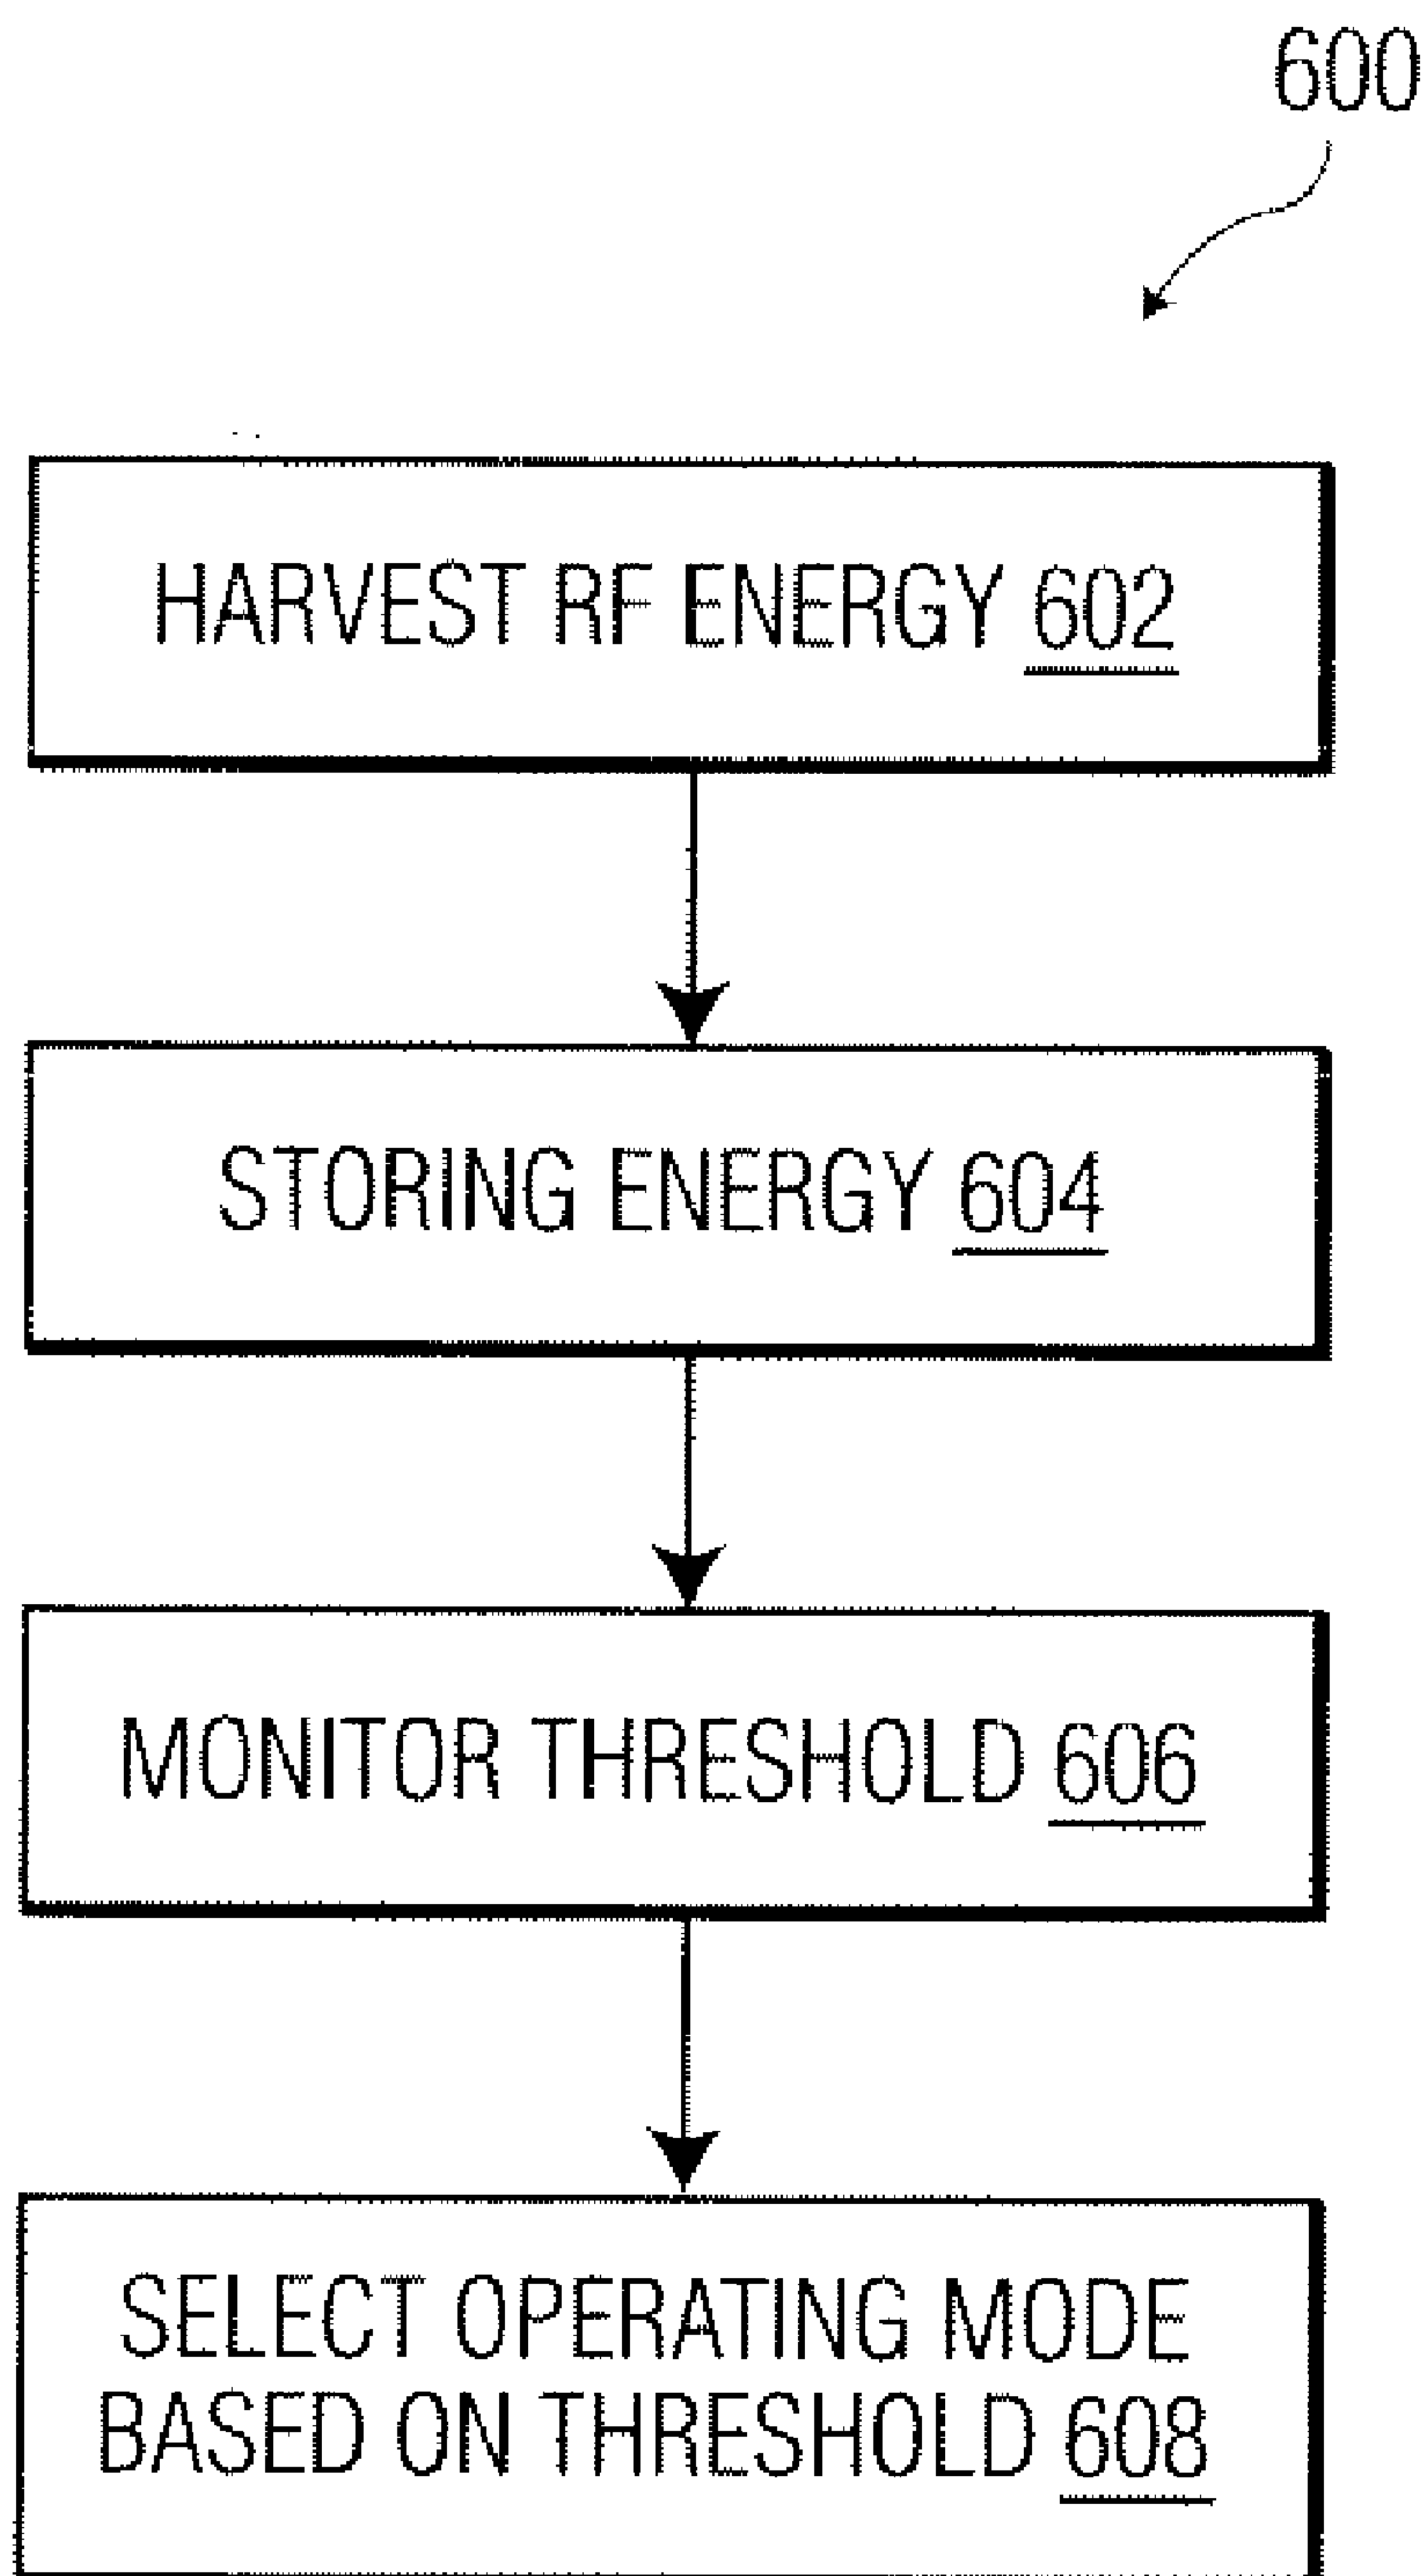 600
HARVEST RF ENERGY 602
STORING ENERGY 604
MONITOR THRESHOLD 606
SELECT OPERATING MODE
BASED ON THRESHOLD 608